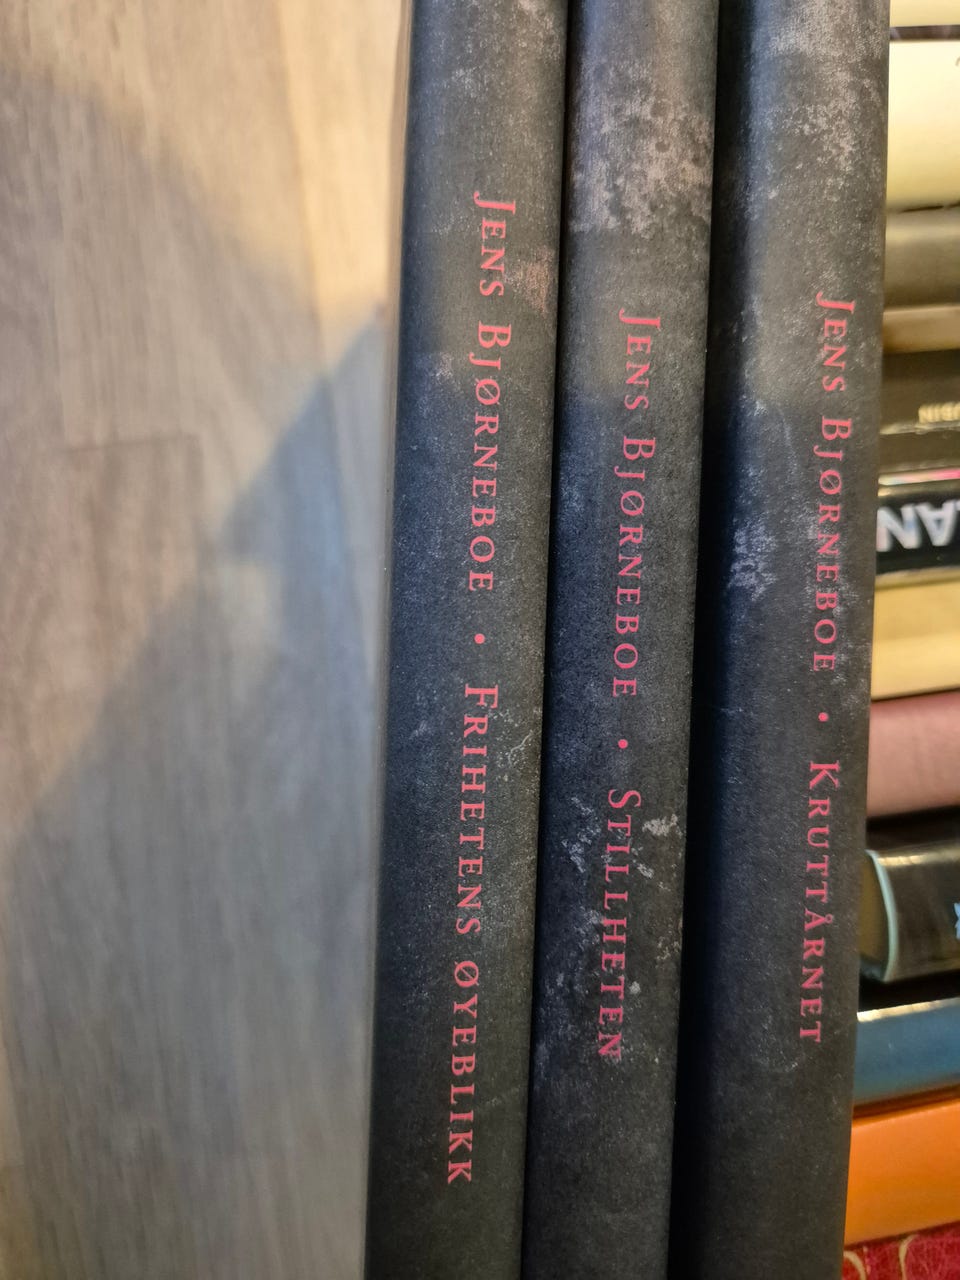 Jens Bjørneboe • Frihetens øyeblikk
Jens Bjørneboe • Stillheten
Jens Bjørneboe • Kruttårnet